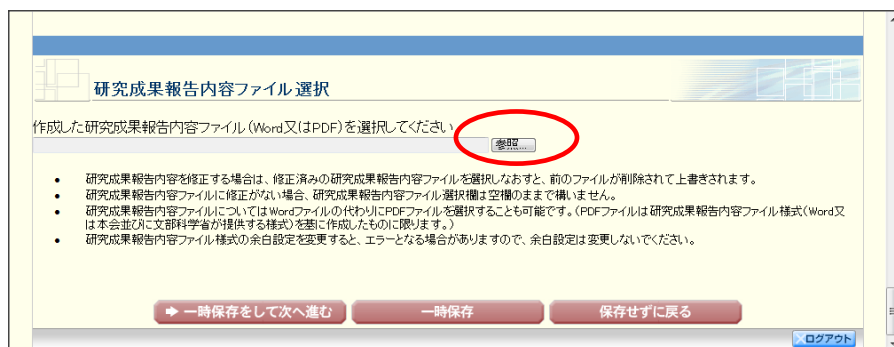 研究成果報告内容ファイル選択
作成した研究成果報告内容ファイル(Word又はPDF)を選択してください
参照...
• 研究成果報告内容を修正する場合は、修正済みの研究成果報告内容ファイルを選択しなおすと、前のファイルが削除されて上書きされます。
• 研究成果報告内容ファイルに修正がない場合、研究成果報告内容ファイル選択欄は空欄のままで構いません。
• 研究成果報告内容ファイルについてはWordファイルの代わりにPDFファイルを選択することも可能です。(PDFファイルは研究成果報告内容ファイル様式(Word又
は本会並びに文部科学省が提供する様式)を基に作成したものに限ります。)
• 研究成果報告内容ファイル様式の余白設定を変更すると、エラーとなる場合がありますので、余白設定は変更しないでください。
一時保存をして次へ進む
一時保存
保存せずに戻る
ログアウト